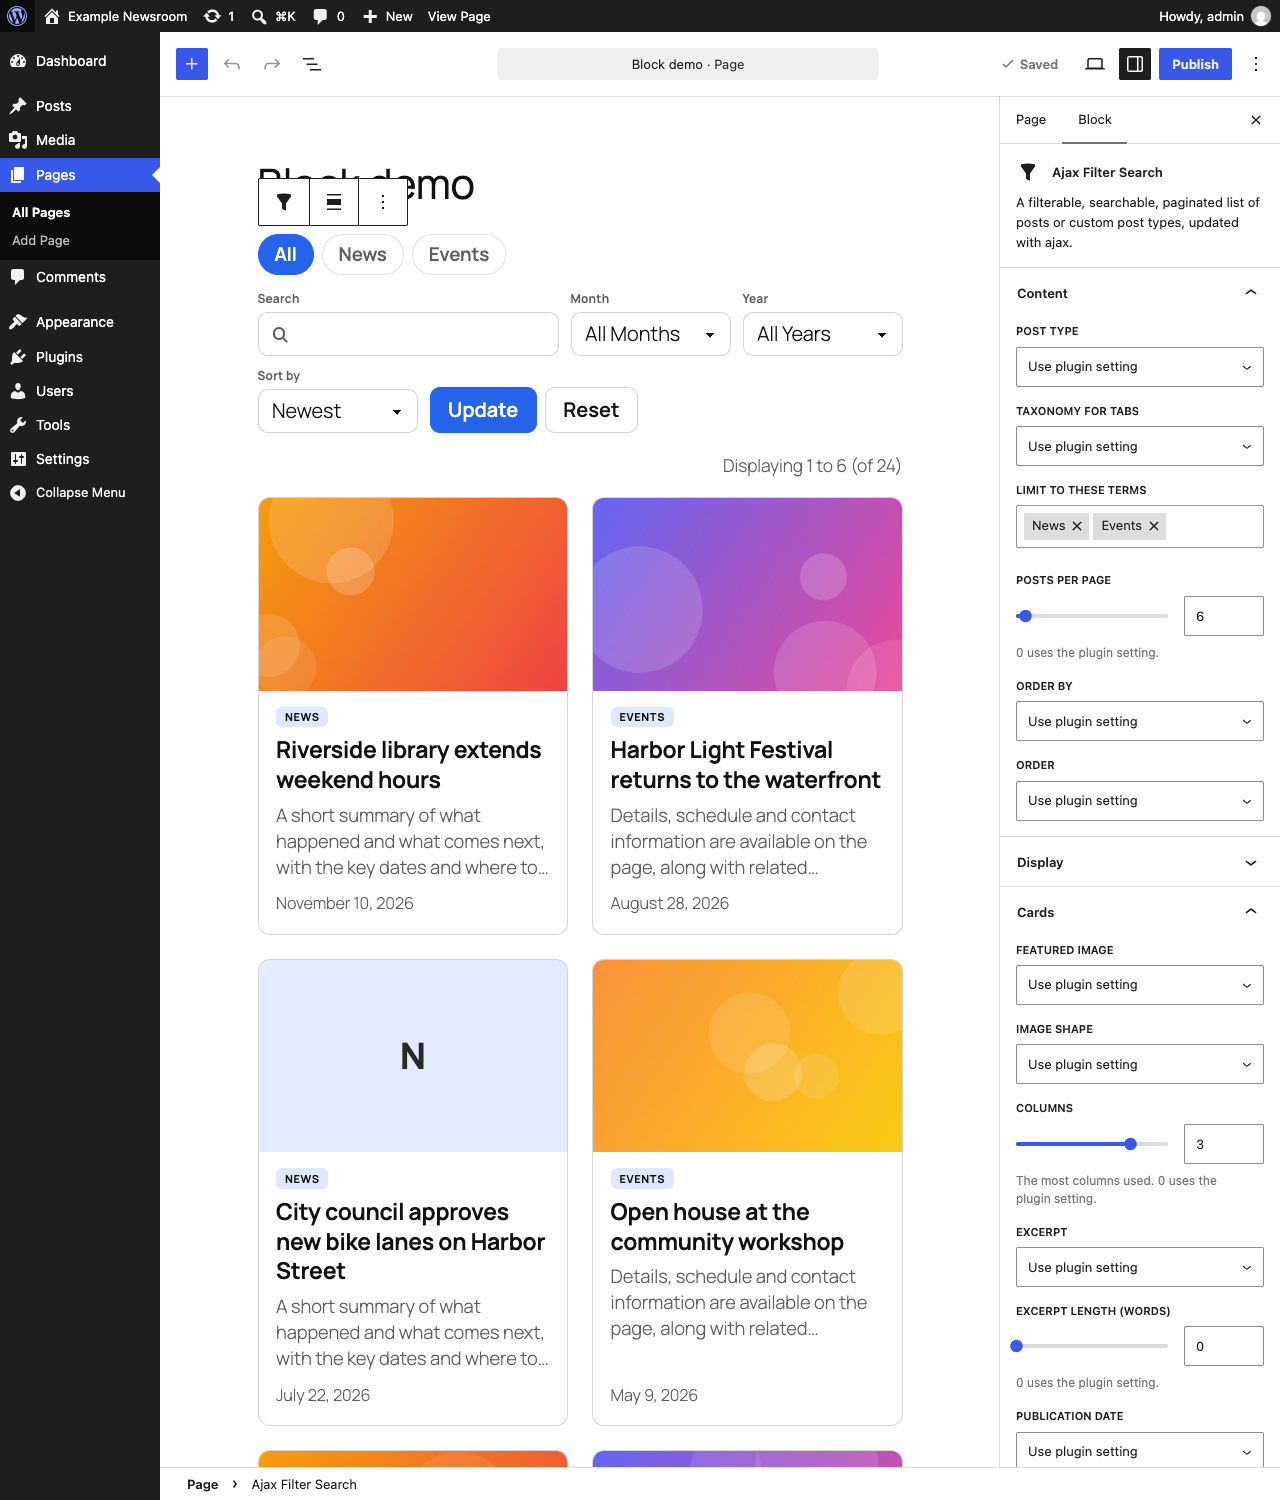 Example Newsroom
1
⌘K
0
New
View Page
Howdy, admin
Dashboard
Posts
Media
Pages
All Pages
Add Page
Comments
Appearance
Plugins
Users
Tools
Settings
Collapse Menu
Block demo · Page
Saved
Publish
Block demo
All
News
Events
Search
Month
Year
All Months
All Years
Sort by
Newest
Update
Reset
Displaying 1 to 6 (of 24)
NEWS
Riverside library extends
weekend hours
A short summary of what
happened and what comes next,
with the key dates and where to...
November 10, 2026
EVENTS
Harbor Light Festival
returns to the waterfront
Details, schedule and contact
information are available on the
page, along with related...
August 28, 2026
N
NEWS
City council approves
new bike lanes on Harbor
Street
A short summary of what
happened and what comes next,
with the key dates and where to...
July 22, 2026
EVENTS
Open house at the
community workshop
Details, schedule and contact
information are available on the
page, along with related...
May 9, 2026
Page
Block
Ajax Filter Search
A filterable, searchable, paginated list of
posts or custom post types, updated
with ajax.
Content
POST TYPE
Use plugin setting
TAXONOMY FOR TABS
Use plugin setting
LIMIT TO THESE TERMS
News
Events
POSTS PER PAGE
6
0 uses the plugin setting.
ORDER BY
Use plugin setting
ORDER
Use plugin setting
Display
Cards
FEATURED IMAGE
Use plugin setting
IMAGE SHAPE
Use plugin setting
COLUMNS
3
The most columns used. 0 uses the
plugin setting.
EXCERPT
Use plugin setting
EXCERPT LENGTH (WORDS)
0
0 uses the plugin setting.
PUBLICATION DATE
Use plugin setting
Page › Ajax Filter Search